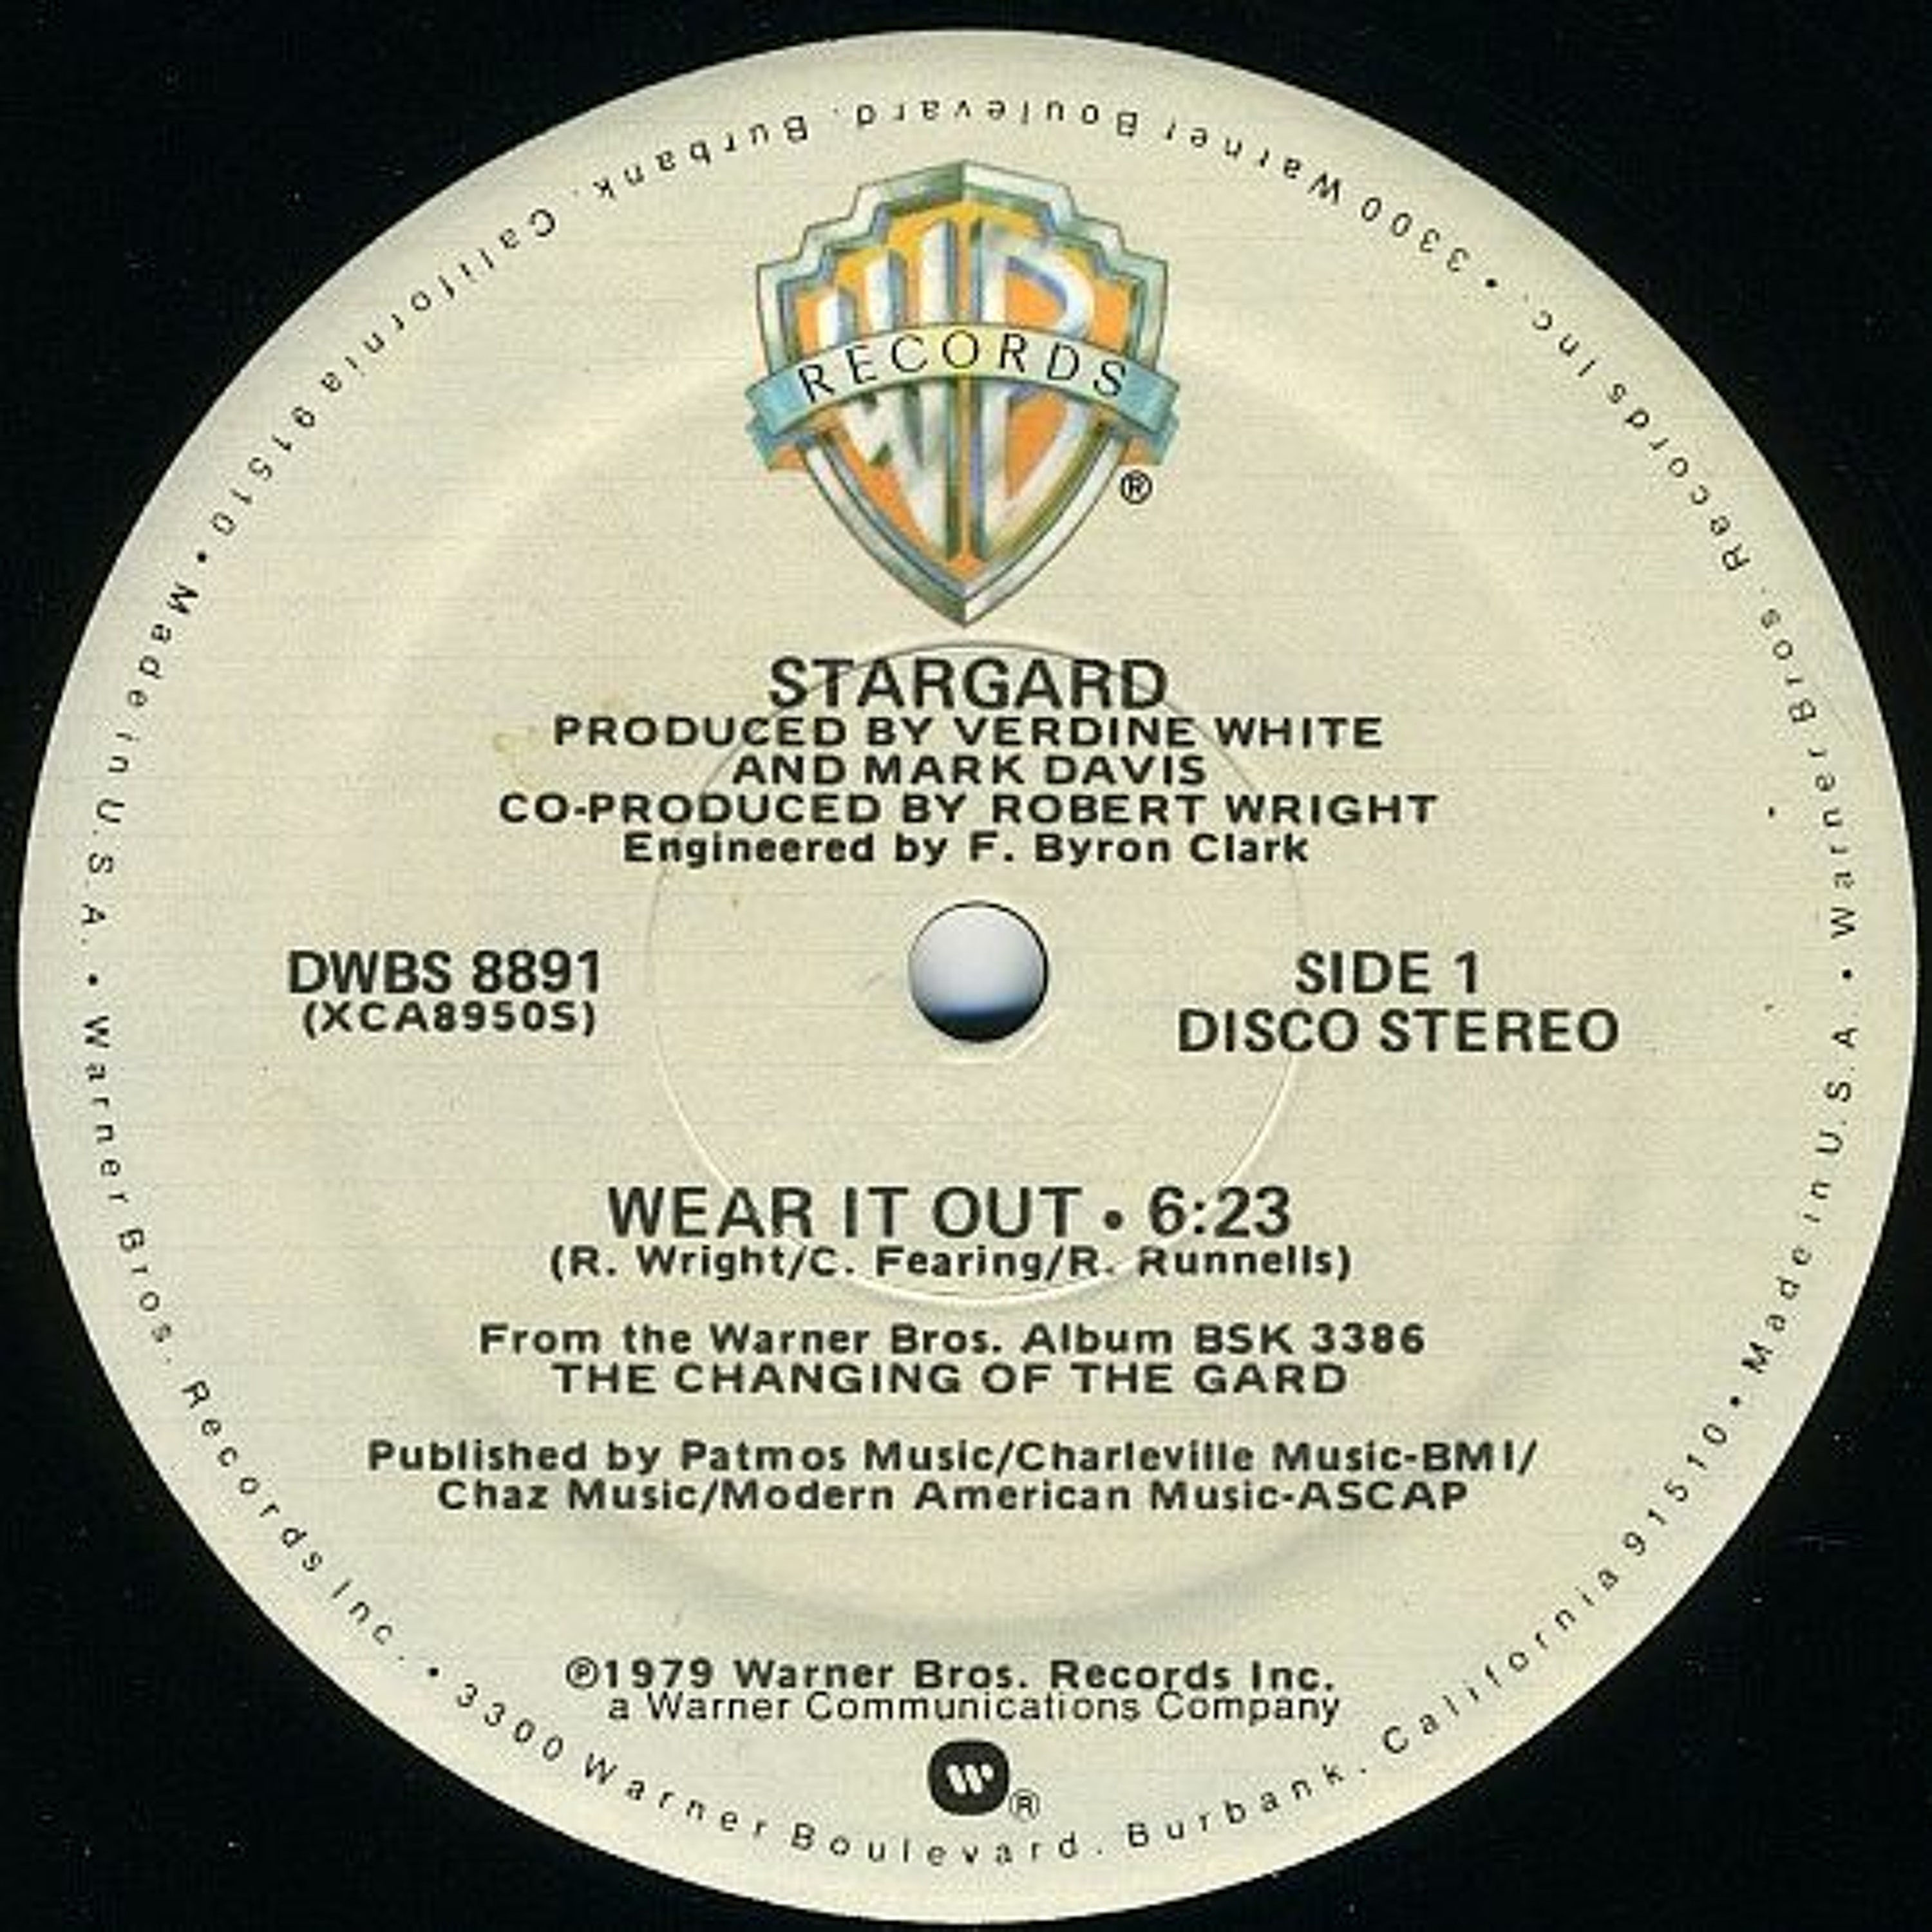 WB
RECORDS
®
STARGARD
PRODUCED BY VERDINE WHITE
AND MARK DAVIS
CO-PRODUCED BY ROBERT WRIGHT
Engineered by F. Byron Clark
DWBS 8891
(XCA8950S)
SIDE 1
DISCO STEREO
WEAR IT OUT • 6:23
(R. Wright/C. Fearing/R. Runnells)
From the Warner Bros. Album BSK 3386
THE CHANGING OF THE GARD
Published by Patmos Music/Charleville Music-BMI/
Chaz Music/Modern American Music-ASCAP
℗1979 Warner Bros. Records Inc.
a Warner Communications Company
W®
• Warner Bros. Records Inc. • 3300 Warner Boulevard. Burbank. California 91510 • Made in U.S.A. • Warner Bros. Records Inc. • 3300 Warner Boulevard. Burbank. California 91510 • Made in U.S.A.